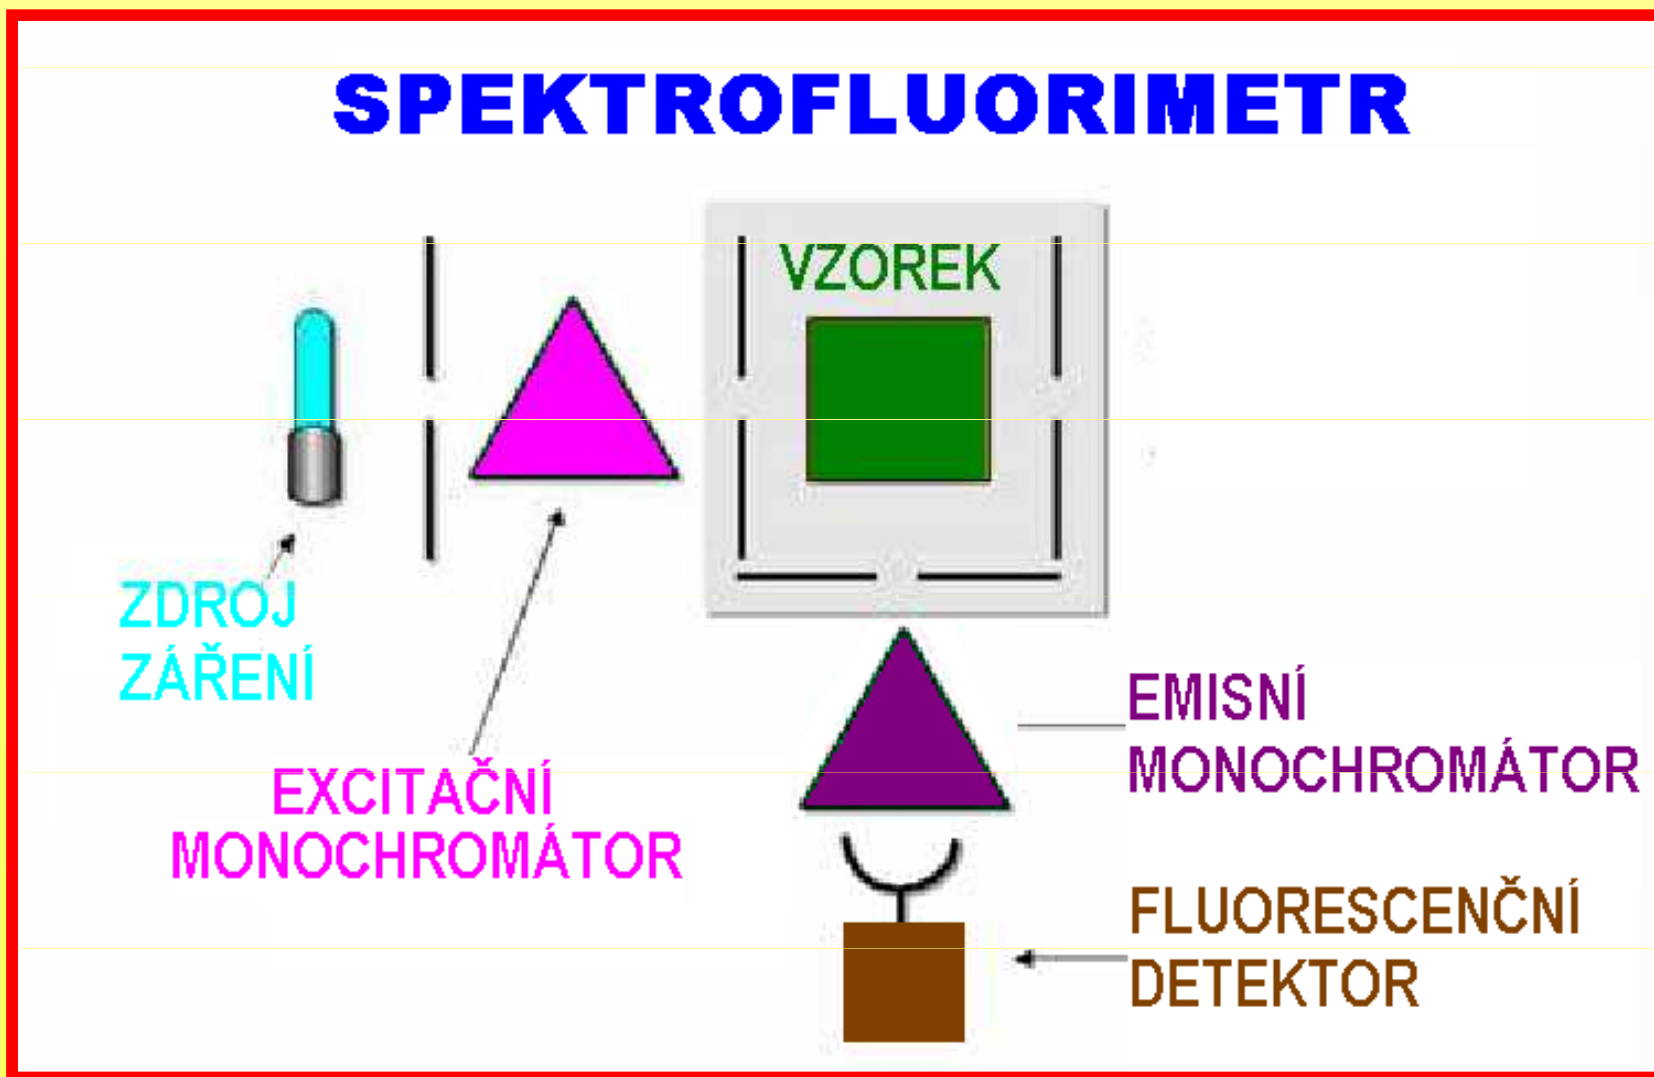 SPEKTROFLUORIMETR
VZOREK
ZDROJ
ZÁŘENÍ
EXCITAČNÍ
MONOCHROMÁTOR
EMISNÍ
MONOCHROMÁTOR
FLUORESCENČNÍ
DETEKTOR